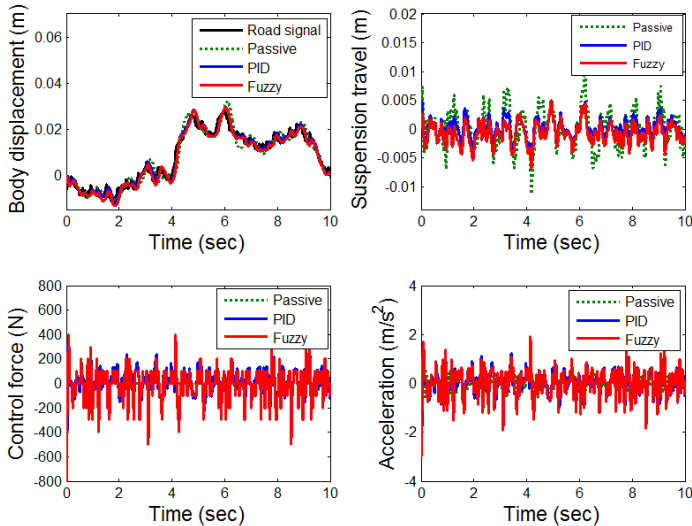 Body displacement (m)
0.06
0.04
0.02
0
Road signal
Passive
PID
Fuzzy
0 2 4 6 8 10
Time (sec)
Suspension travel (m)
0.02
0.015
0.01
0.005
0
-0.005
-0.01
Passive
PID
Fuzzy
0 2 4 6 8 10
Time (sec)
Control force (N)
800
600
400
200
0
-200
-400
-600
-800
Passive
PID
Fuzzy
0 2 4 6 8 10
Time (sec)
Acceleration (m/s²)
4
2
0
-2
-4
Passive
PID
Fuzzy
0 2 4 6 8 10
Time (sec)